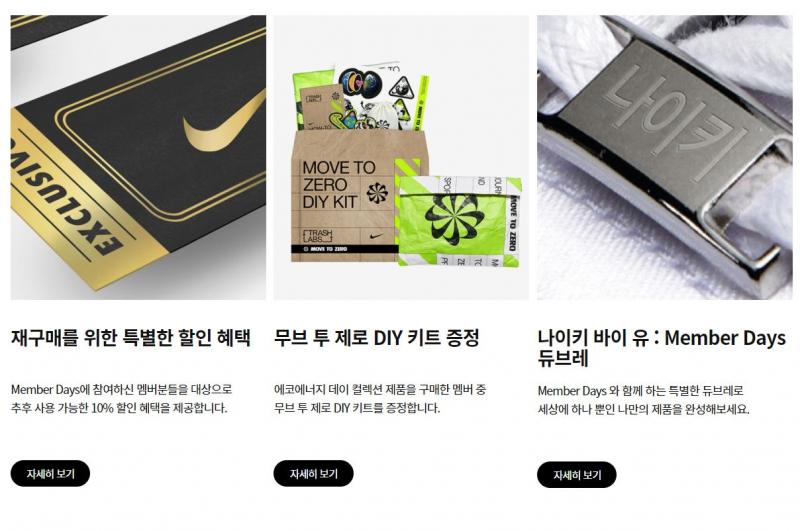 EXCLUSIVE
TRASH
LABS
MOVE TO
ZERO
DIY KIT
TRASH
LABS
MOVE TO ZERO
MOVE TO ZERO
나이키
재구매를 위한 특별한 할인 혜택
Member Days에 참여하신 멤버분들을 대상으로
추후 사용 가능한 10% 할인 혜택을 제공합니다.
자세히 보기
무브 투 제로 DIY 키트 증정
에코에너지 데이 컬렉션 제품을 구매한 멤버 중
무브 투 제로 DIY 키트를 증정합니다.
자세히 보기
나이키 바이 유 : Member Days
듀브레
Member Days 와 함께 하는 특별한 듀브레로
세상에 하나 뿐인 나만의 제품을 완성해보세요.
자세히 보기